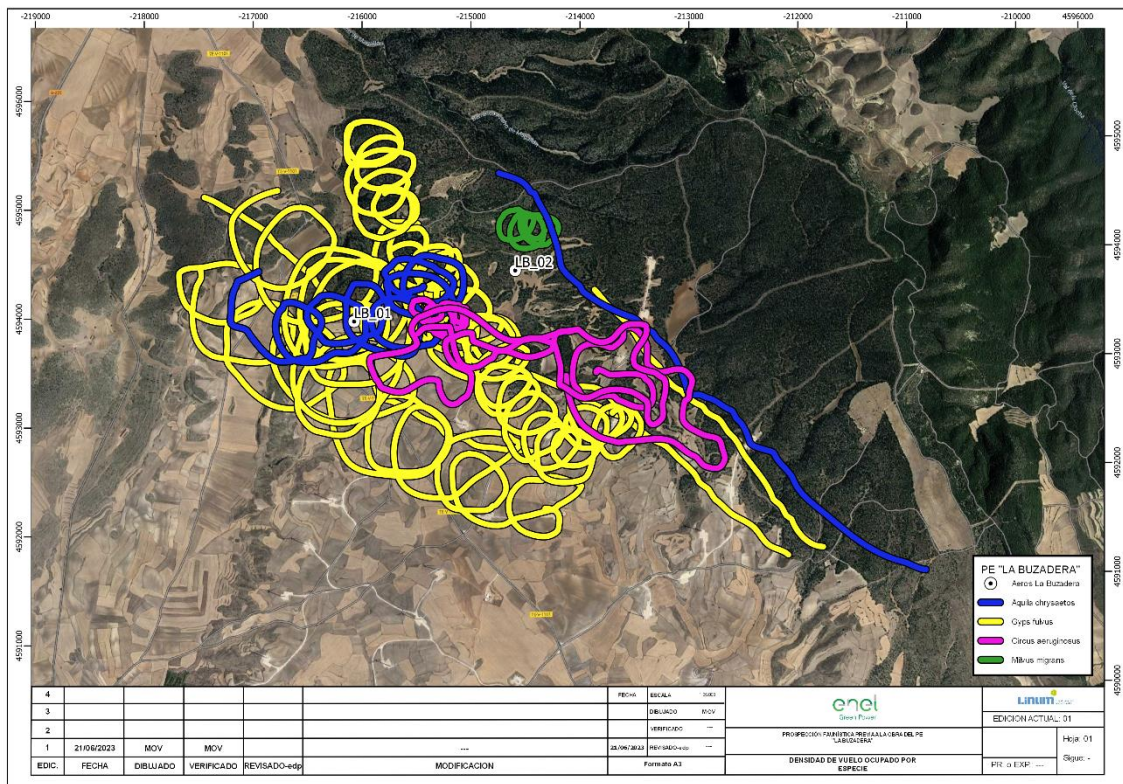 -219000 -218000 -217000 -216000 -215000 -214000 -213000 -212000 -211000 -210000 4596000
4596000
4595000
4595000
4594000
4594000
4593000
4593000
4592000
4592000
4591000
4591000
4590000
LB_02
LB_01
PE "LA BUZADERA"
Aeros La Buzadera
Aquila chrysaetos
Gyps fulvus
Circus aeruginosus
Milvus migrans
4
3
2
1 21/06/2023 MOV MOV ---
EDIC. FECHA DIBUJADO VERIFICADO REVISADO-edp MODIFICACION
FECHA ESCALA
DIBUJADO MOV
VERIFICADO ---
21/06/2023 REVISADO-edp ---
Formato A3
enel
Green Power
PROSPECCIÓN FAUNÍSTICA PREVIA A LA OBRA DEL PE
"LA BUZADERA"
DENSIDAD DE VUELO OCUPADO POR
ESPECIE
Linum
EDICION ACTUAL: 01
Hoja: 01
Sigue: -
PR. o EXP.: ---